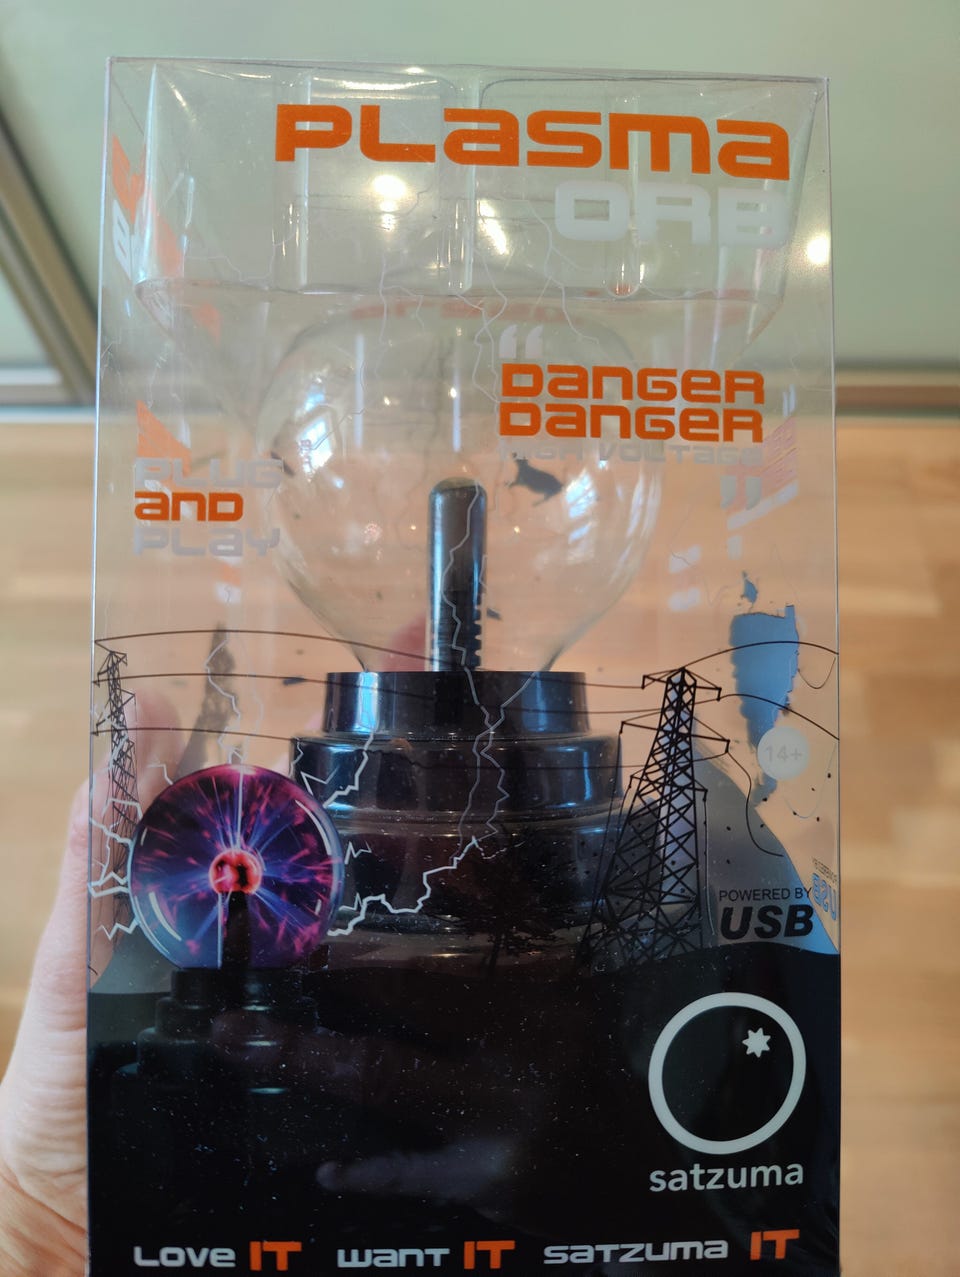 PLASMA
ORB
“
DANGER
DANGER
HIGH VOLTAGE
”
PLUG
AND
PLAY
14+
POWERED BY
USB
satzuma
LOVE IT WANT IT SATZUMA IT